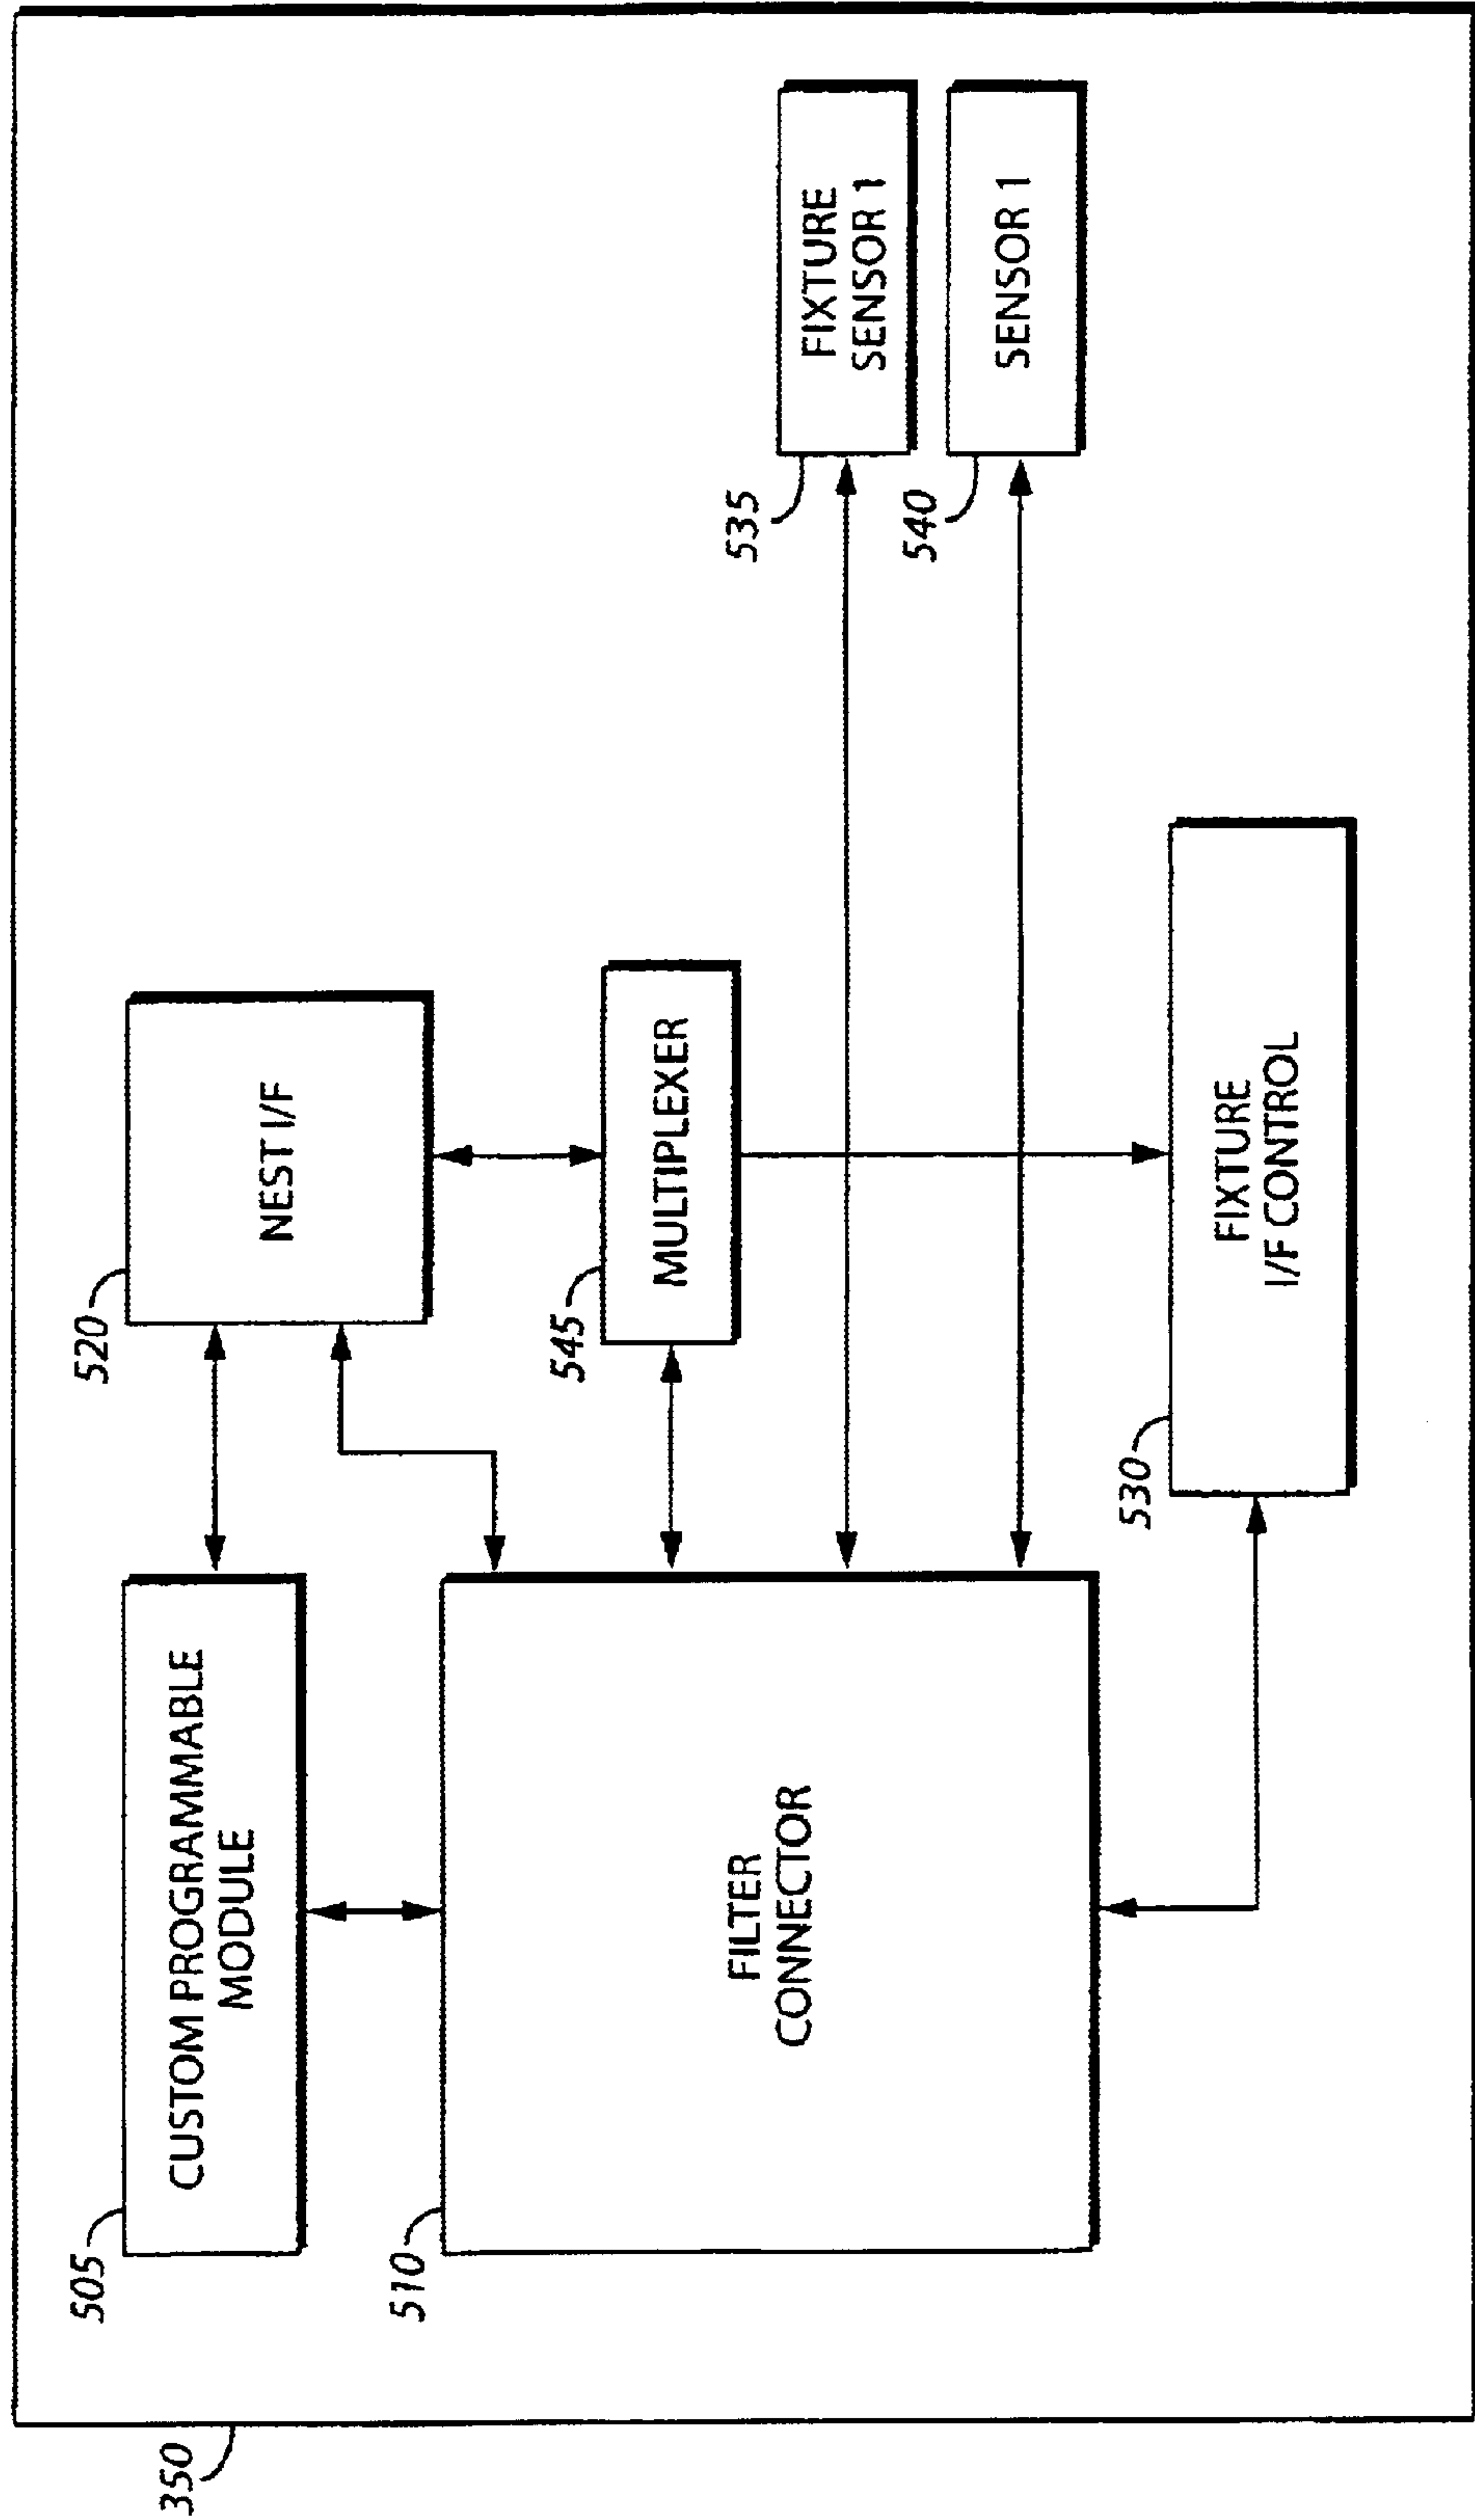 350
505
CUSTOM PROGRAMMABLE
MODULE
520
NEST I/F
510
FILTER
CONNECTOR
545
MULTIPLEXER
535
FIXTURE
SENSOR 1
540
SENSOR 1
530
FIXTURE
I/F CONTROL